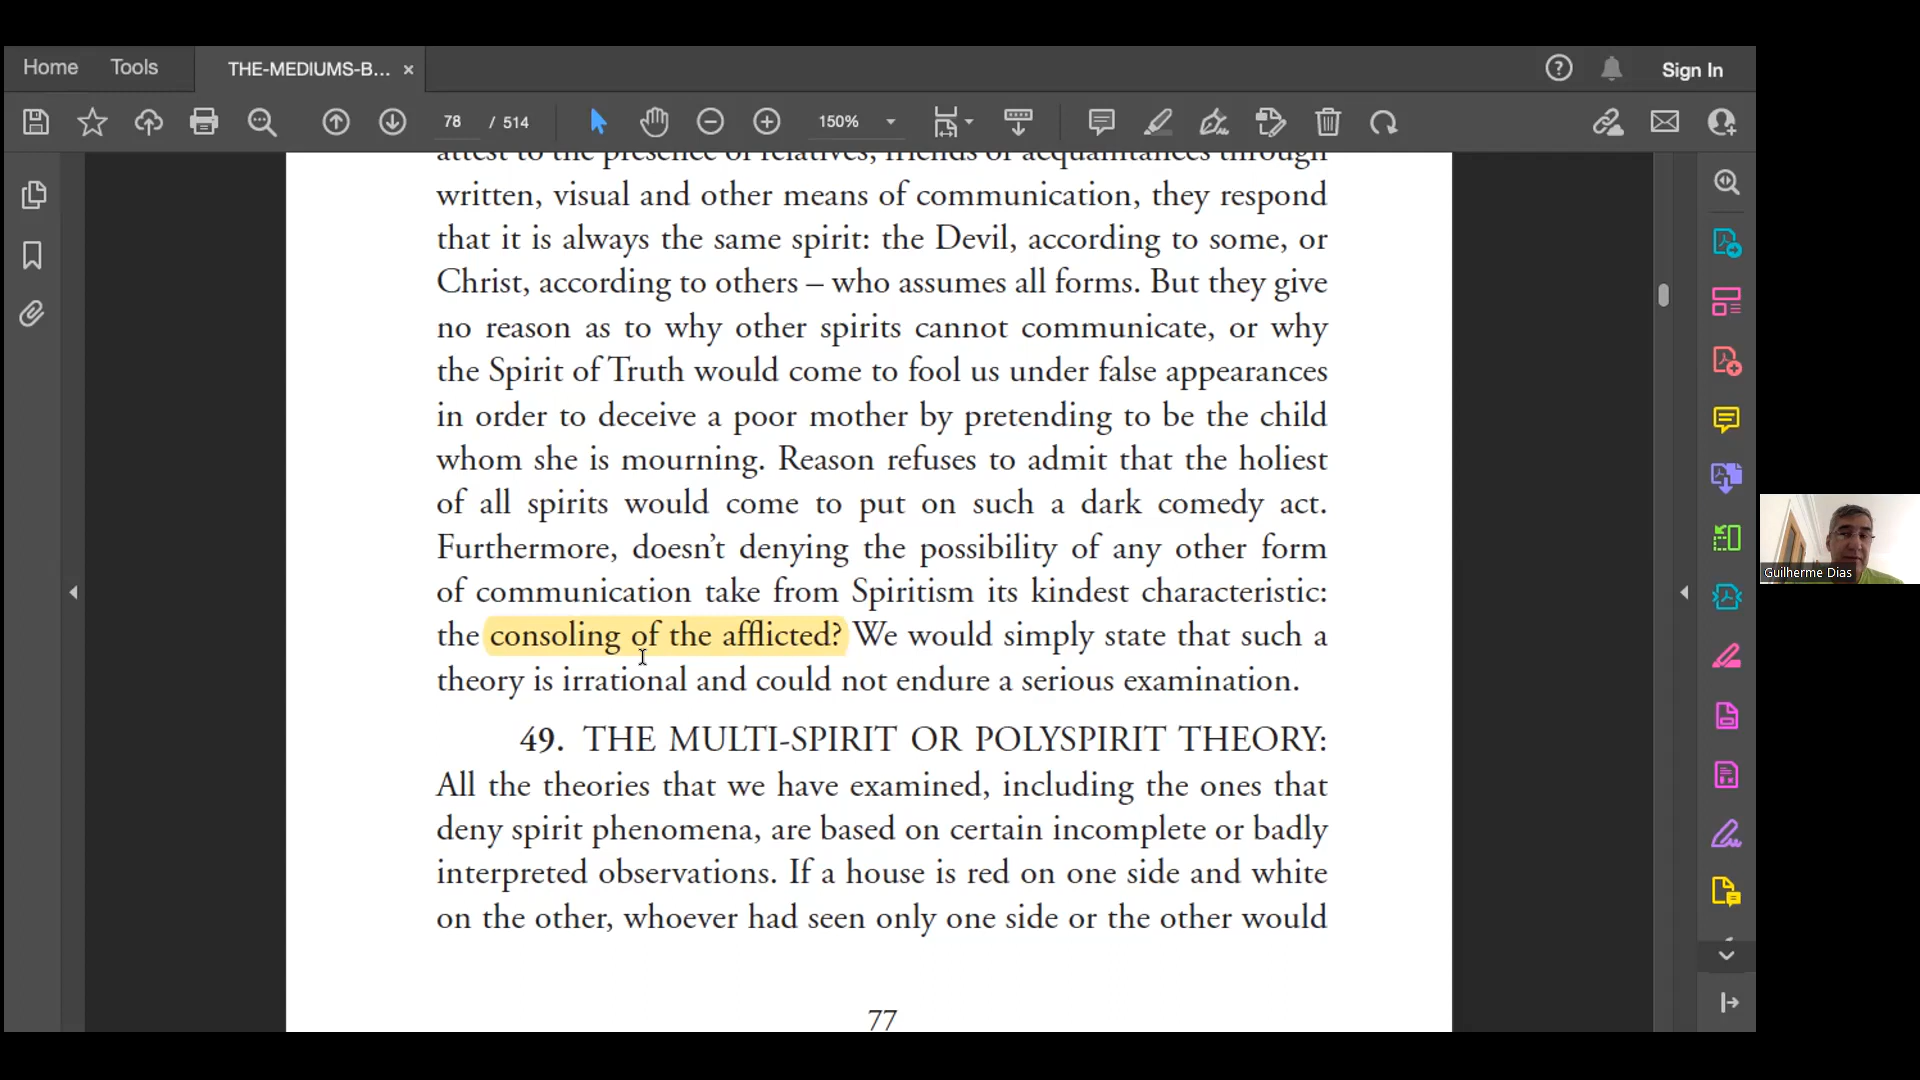 Home Tools THE-MEDIUMS-B... × Sign In
78 / 514 150%
attest to the presence of relatives, friends or acquaintances through
written, visual and other means of communication, they respond
that it is always the same spirit: the Devil, according to some, or
Christ, according to others – who assumes all forms. But they give
no reason as to why other spirits cannot communicate, or why
the Spirit of Truth would come to fool us under false appearances
in order to deceive a poor mother by pretending to be the child
whom she is mourning. Reason refuses to admit that the holiest
of all spirits would come to put on such a dark comedy act.
Furthermore, doesn’t denying the possibility of any other form
of communication take from Spiritism its kindest characteristic:
the consoling of the afflicted? We would simply state that such a
theory is irrational and could not endure a serious examination.
49. THE MULTI-SPIRIT OR POLYSPIRIT THEORY:
All the theories that we have examined, including the ones that
deny spirit phenomena, are based on certain incomplete or badly
interpreted observations. If a house is red on one side and white
on the other, whoever had seen only one side or the other would
77
Guilherme Dias